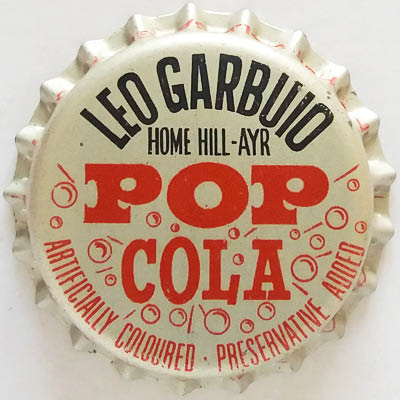 LEO GARBUIO
HOME HILL-AYR
POP
COLA
ARTIFICIALLY COLOURED · PRESERVATIVE ADDED